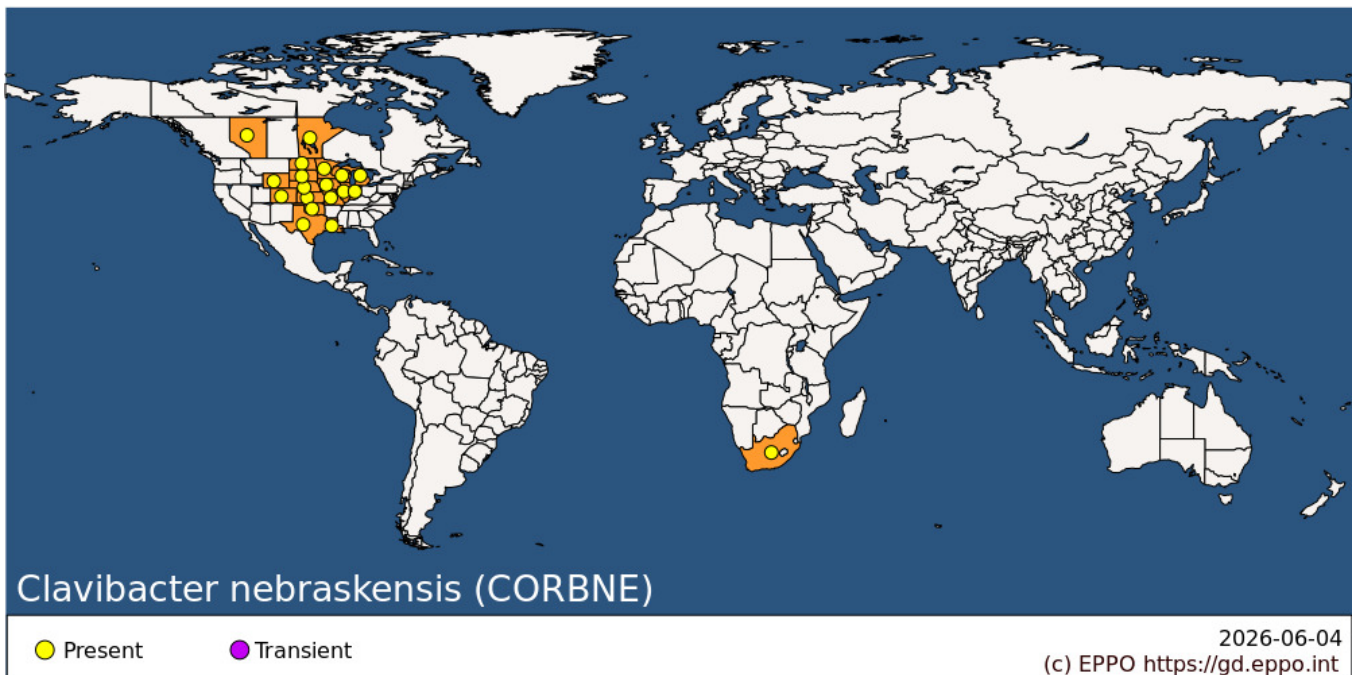 Clavibacter nebraskensis (CORBNE)
Present
Transient
2026-06-04
(c) EPPO https://gd.eppo.int